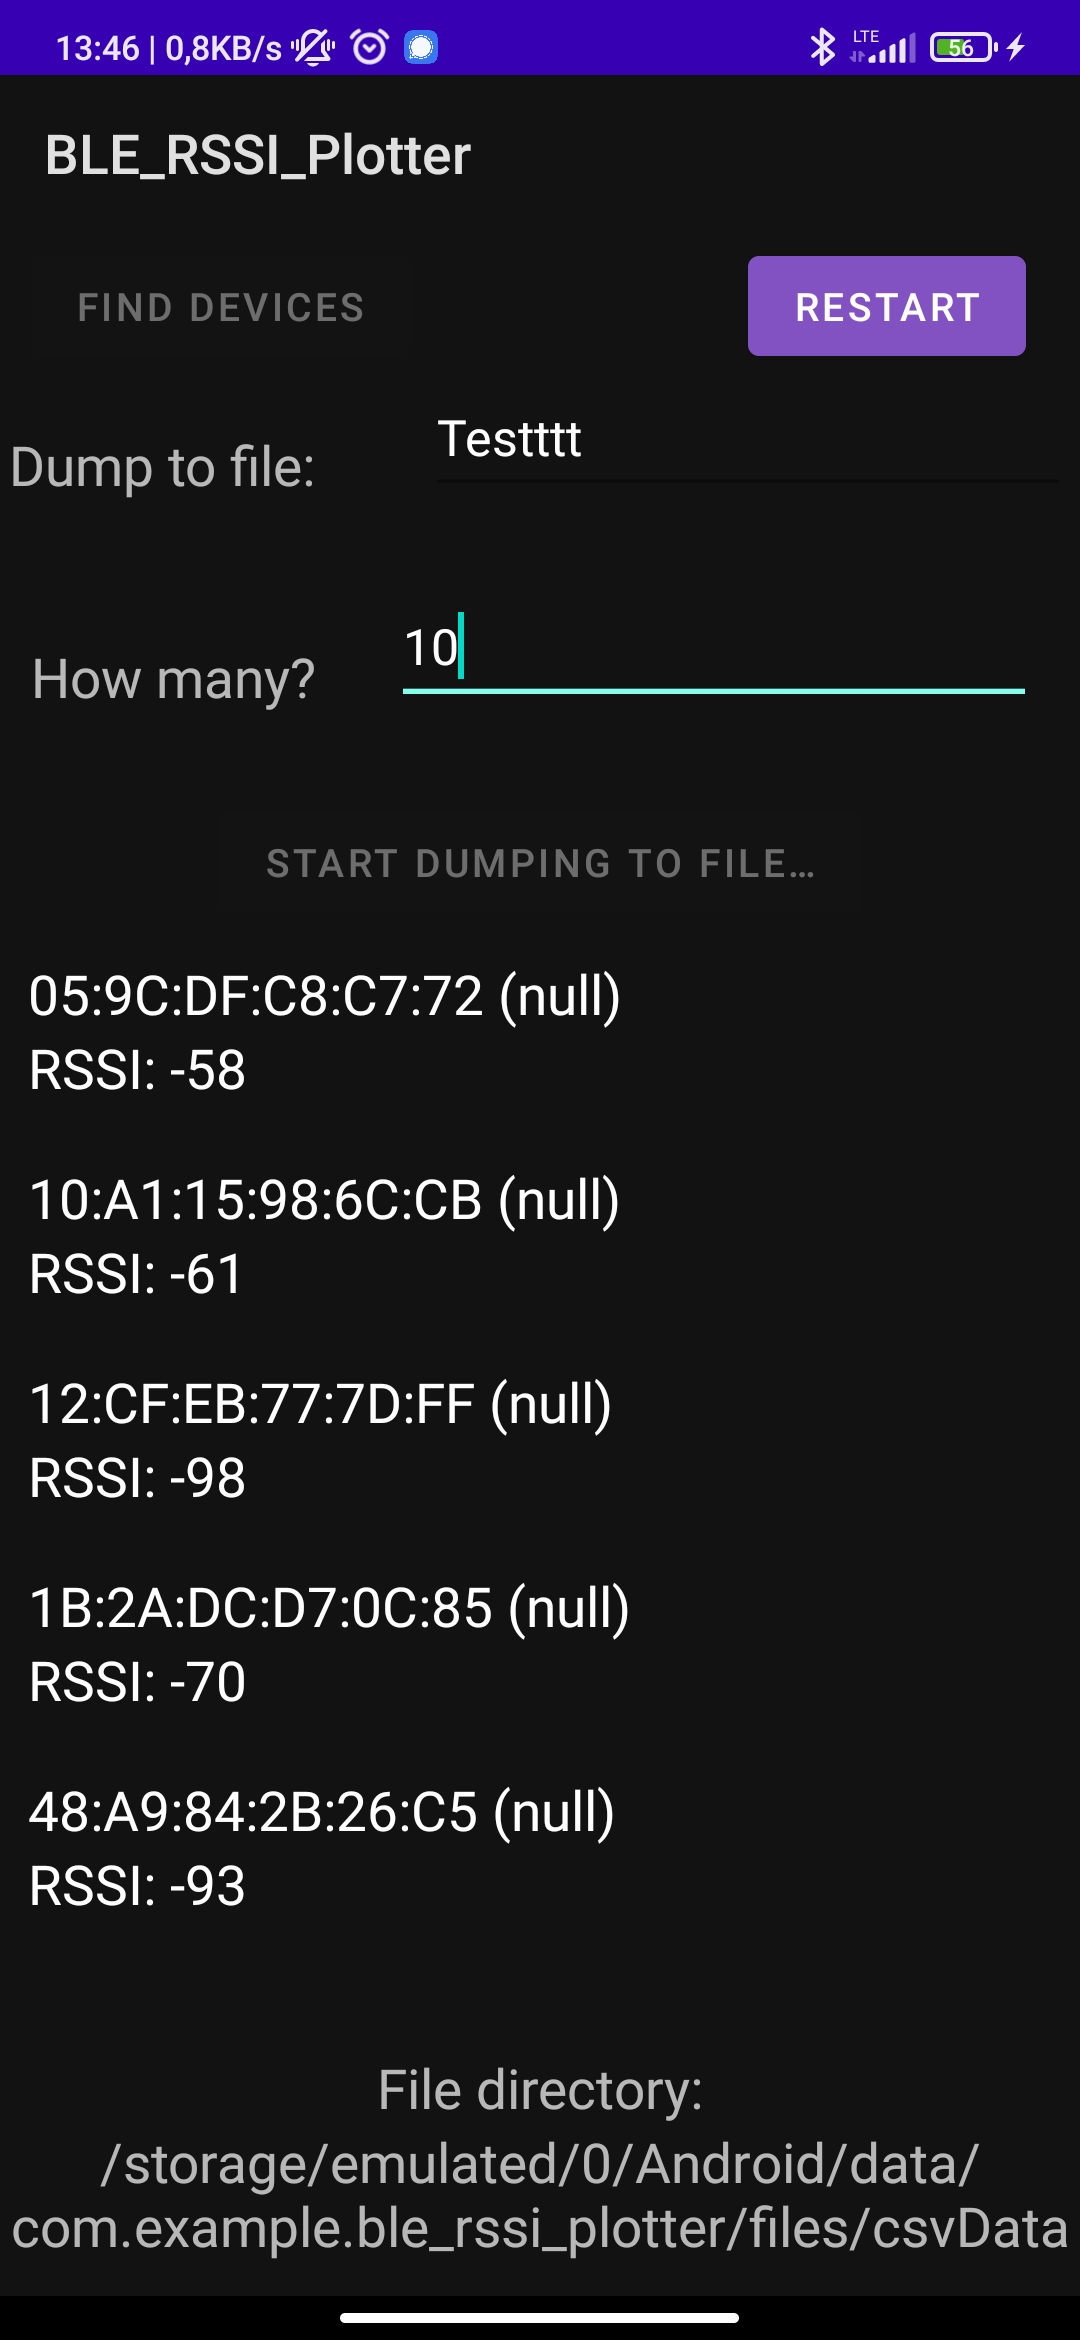 13:46 | 0,8KB/s LTE 56
BLE_RSSI_Plotter
FIND DEVICES RESTART
Dump to file: Testttt
How many? 10
START DUMPING TO FILE…
05:9C:DF:C8:C7:72 (null)
RSSI: -58
10:A1:15:98:6C:CB (null)
RSSI: -61
12:CF:EB:77:7D:FF (null)
RSSI: -98
1B:2A:DC:D7:0C:85 (null)
RSSI: -70
48:A9:84:2B:26:C5 (null)
RSSI: -93
File directory:
/storage/emulated/0/Android/data/
com.example.ble_rssi_plotter/files/csvData